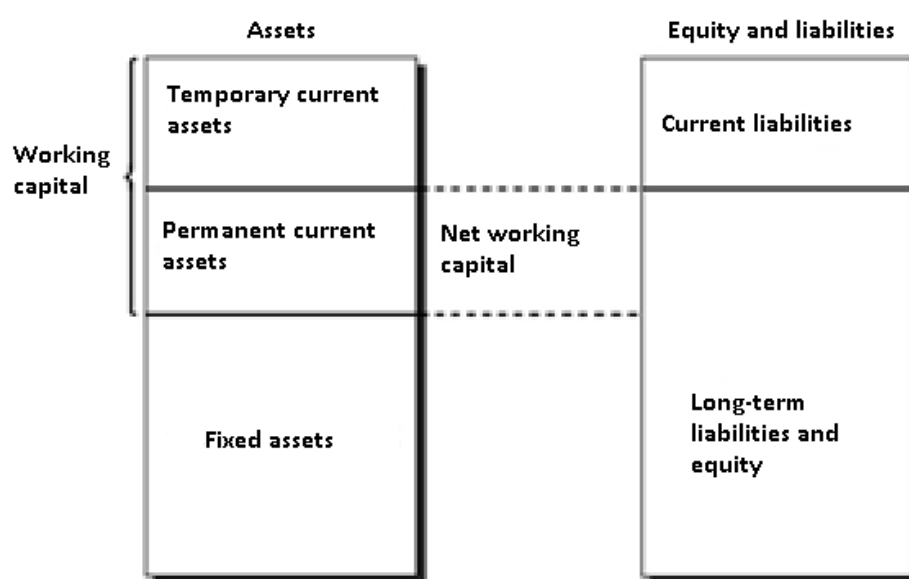 Assets
Equity and liabilities
Temporary current
assets
Current liabilities
Working
capital
Permanent current
assets
Net working
capital
Fixed assets
Long-term
liabilities and
equity